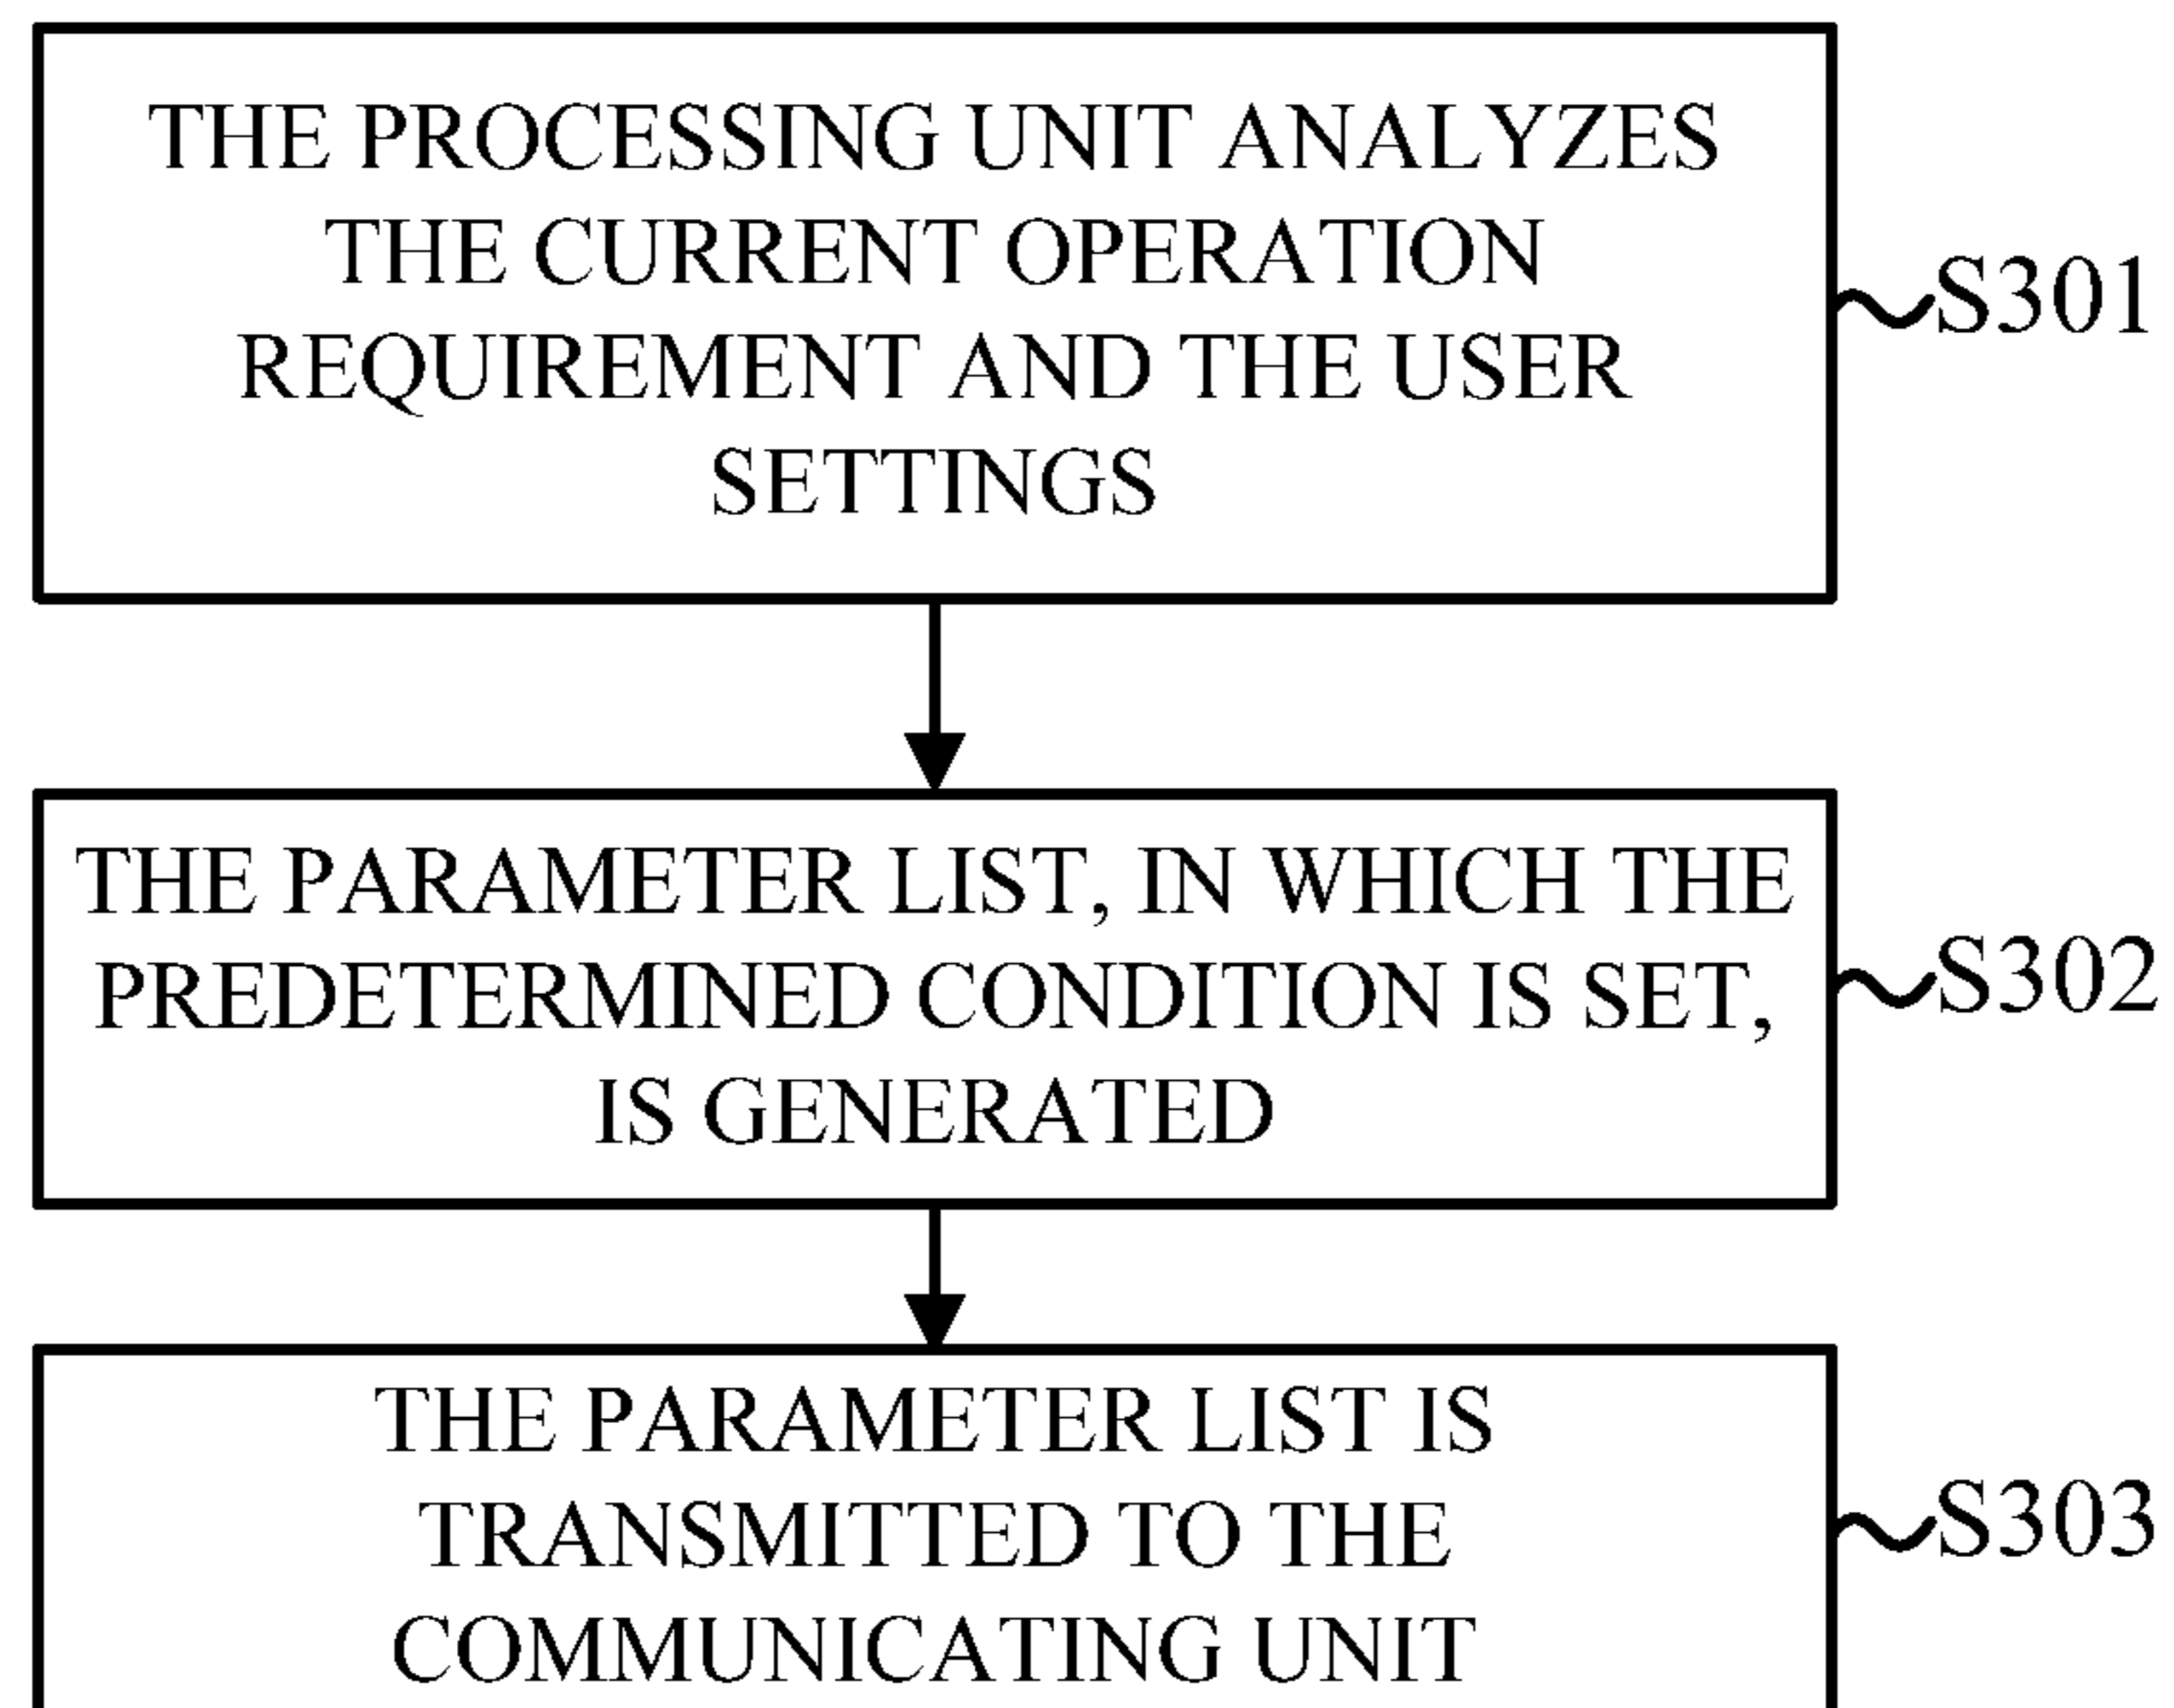 THE PROCESSING UNIT ANALYZES
THE CURRENT OPERATION
REQUIREMENT AND THE USER
SETTINGS
S301
THE PARAMETER LIST, IN WHICH THE
PREDETERMINED CONDITION IS SET,
IS GENERATED
S302
THE PARAMETER LIST IS
TRANSMITTED TO THE
COMMUNICATING UNIT
S303